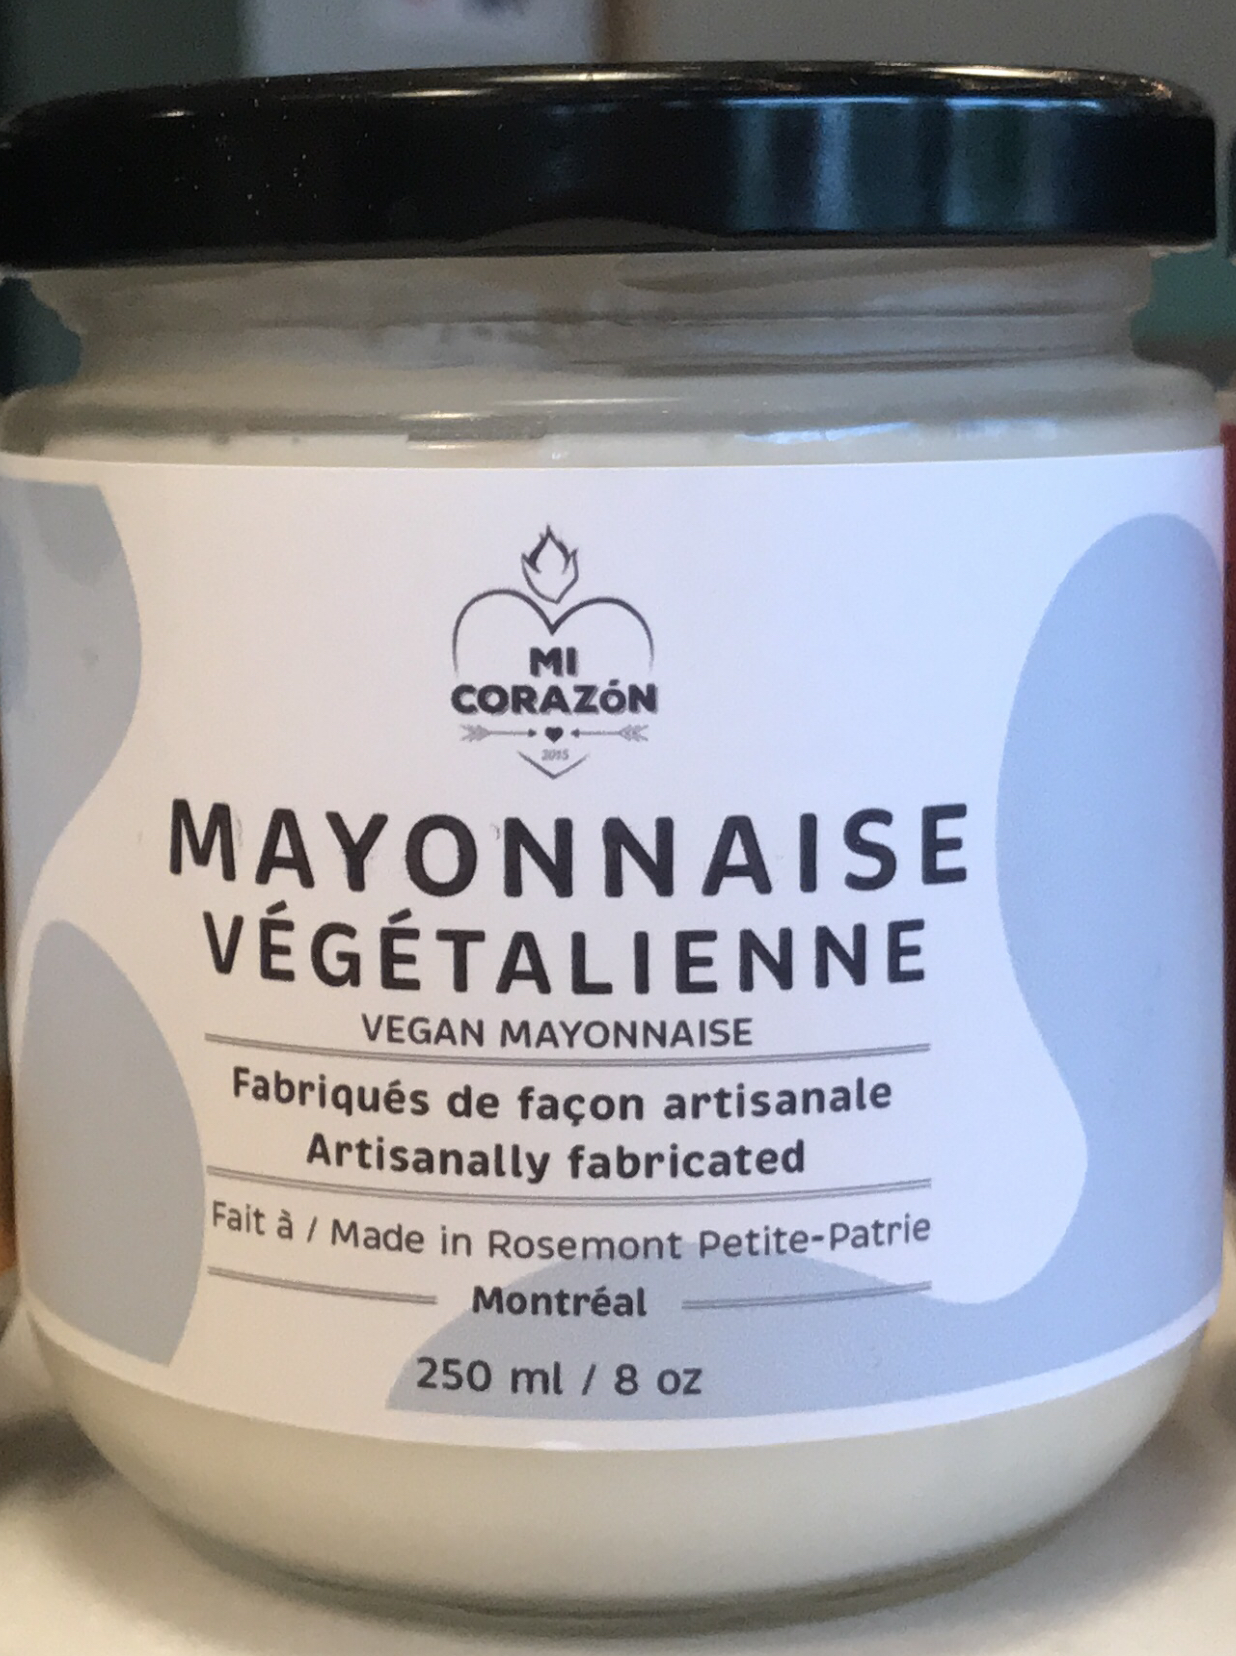 MI
CORAZÓN
2015
MAYONNAISE
VÉGÉTALIENNE
VEGAN MAYONNAISE
Fabriqués de façon artisanale
Artisanally fabricated
Fait à / Made in Rosemont Petite-Patrie
Montréal
250 ml / 8 oz